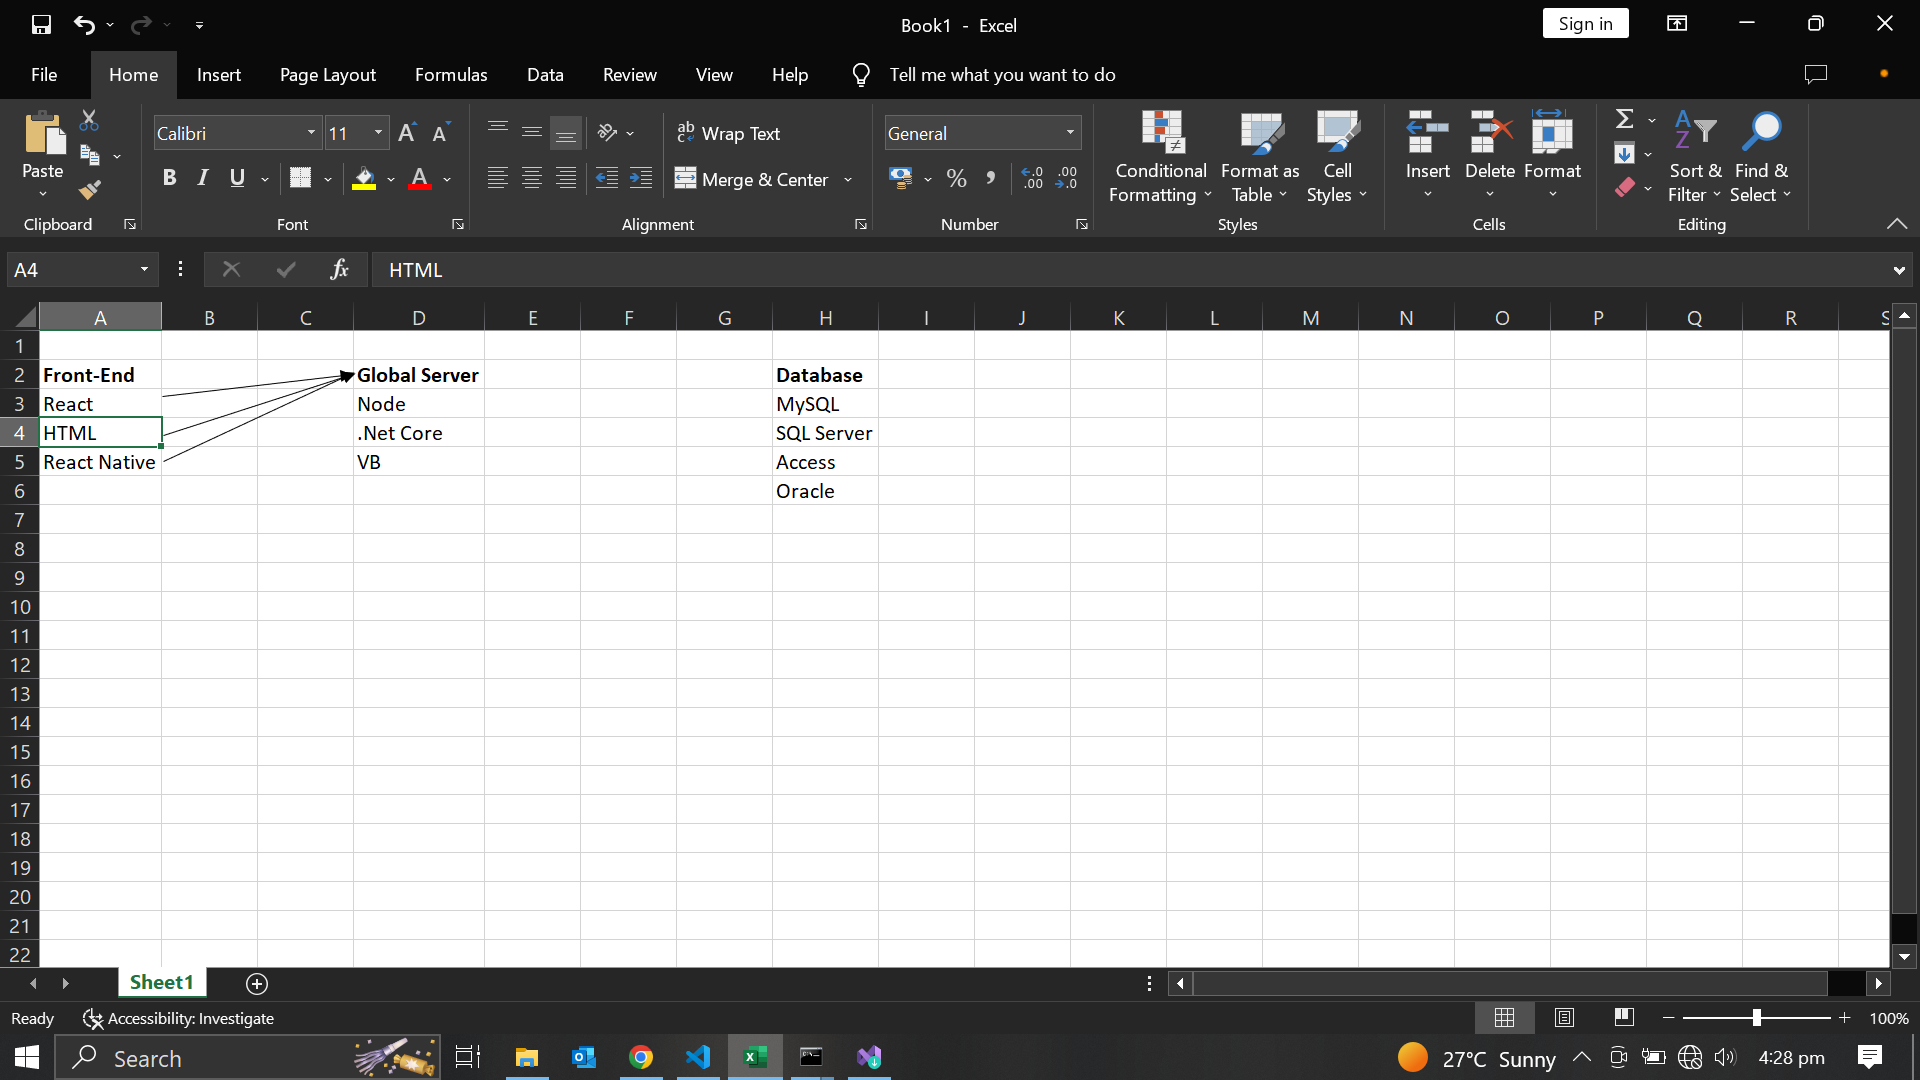 Book1 - Excel
Sign in
File Home Insert Page Layout Formulas Data Review View Help Tell me what you want to do
Paste
Clipboard
Calibri 11
B I U A
Font
ab Wrap Text
Merge & Center
Alignment
General
% , .00 .0
Number
Conditional Formatting
Format as Table
Cell Styles
Styles
Insert Delete Format
Cells
Sort & Filter
Find & Select
Editing
A4 fx HTML
A B C D E F G H I J K L M N O P Q R S
1
2 Front-End Global Server Database
3 React Node MySQL
4 HTML .Net Core SQL Server
5 React Native VB Access
6 Oracle
7
8
9
10
11
12
13
14
15
16
17
18
19
20
21
22
Sheet1
Ready Accessibility: Investigate 100%
Search 27°C Sunny 4:28 pm